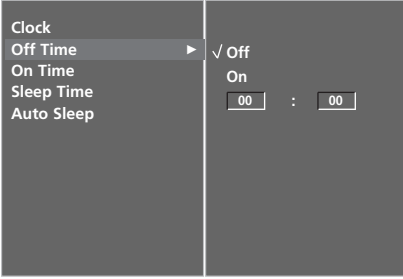 Clock
Off Time ►
On Time
Sleep Time
Auto Sleep
√ Off
On
00 : 00